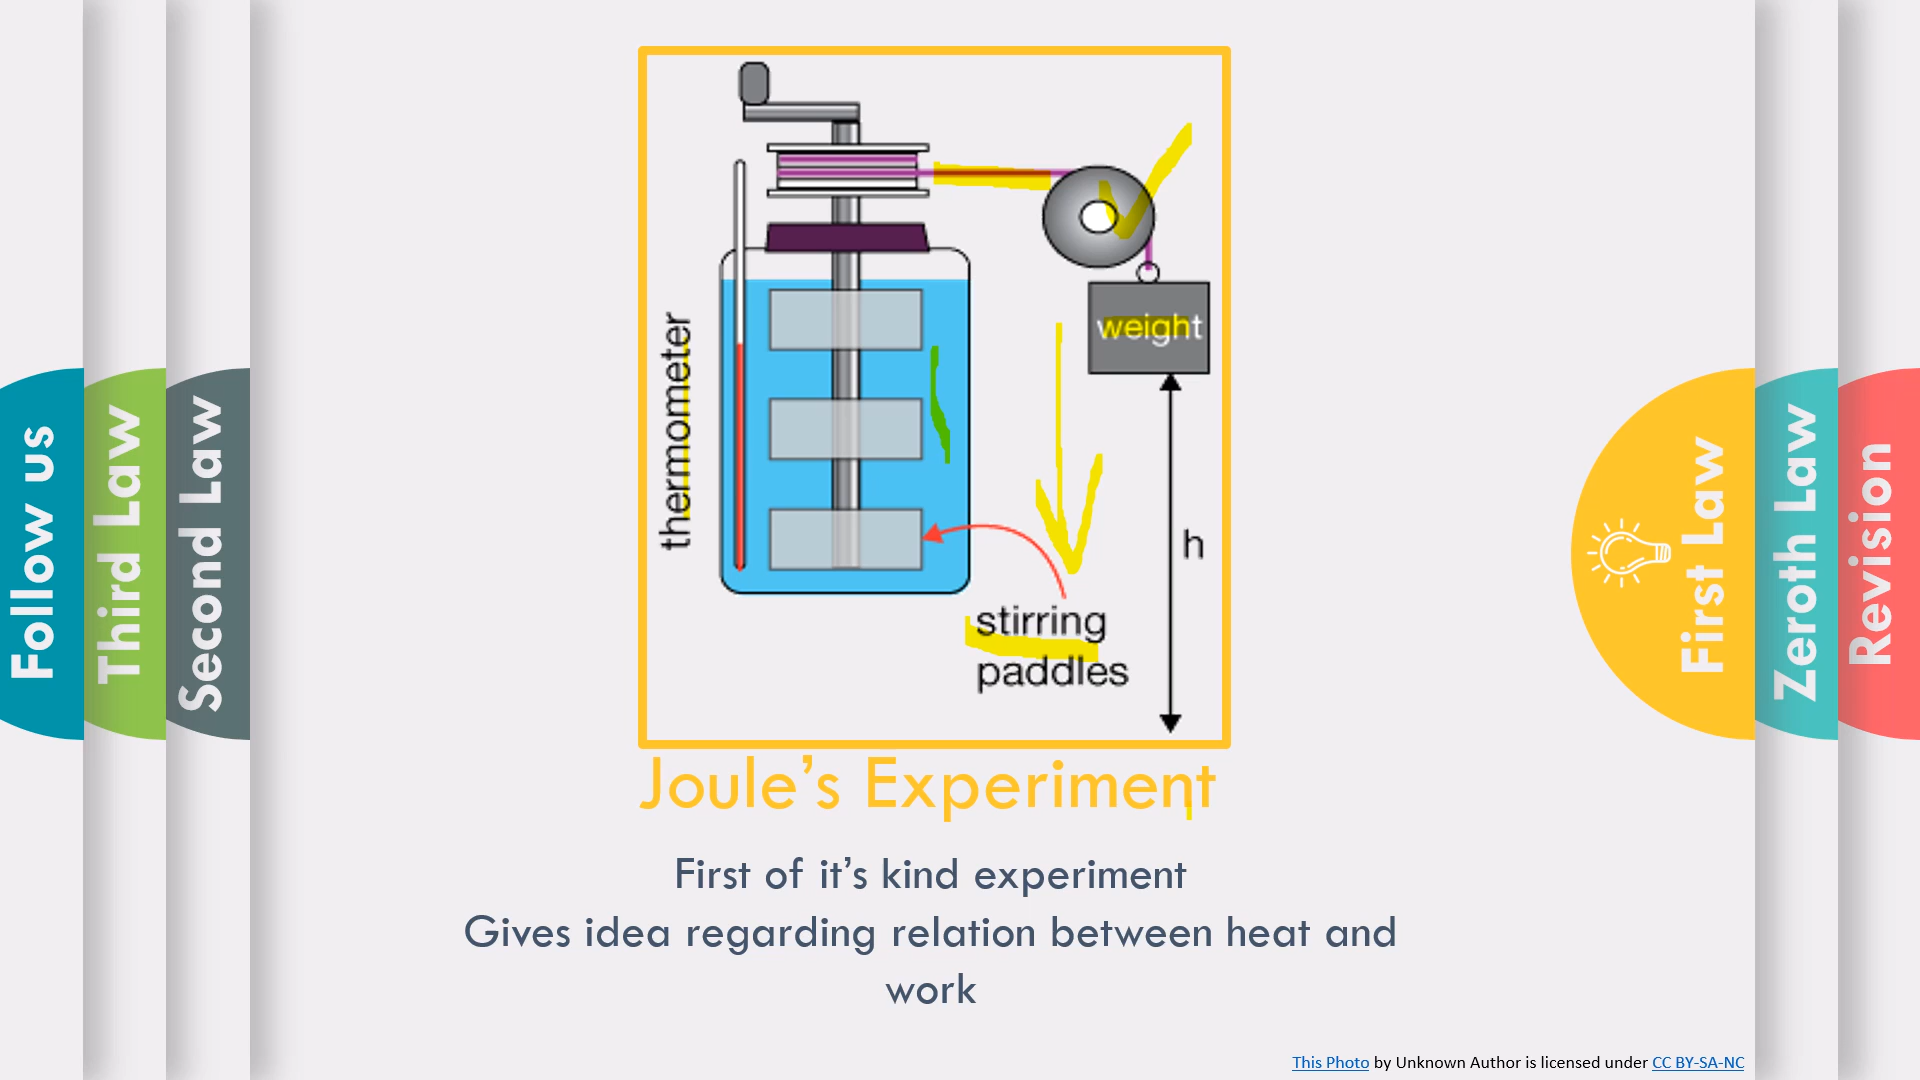 Follow us
Third Law
Second Law
thermometer
weight
h
stirring
paddles
First Law
Zeroth Law
Revision
Joule’s Experiment
First of it’s kind experiment
Gives idea regarding relation between heat and
work
This Photo by Unknown Author is licensed under CC BY-SA-NC